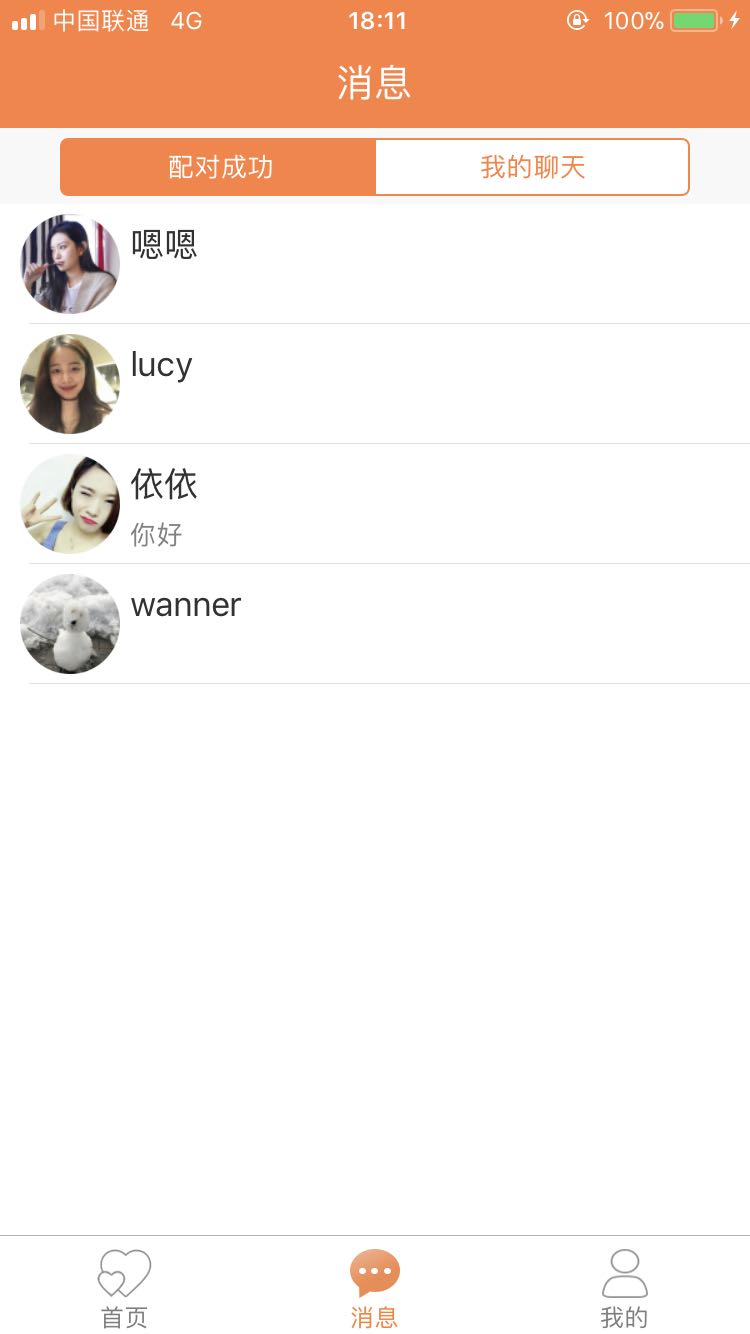 中国联通 4G 18:11 100%
消息
配对成功 我的聊天
嗯嗯
lucy
依依
你好
wanner
首页 消息 我的